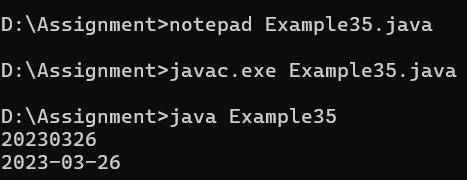 D:\Assignment>notepad Example35.java
D:\Assignment>javac.exe Example35.java
D:\Assignment>java Example35
20230326
2023-03-26